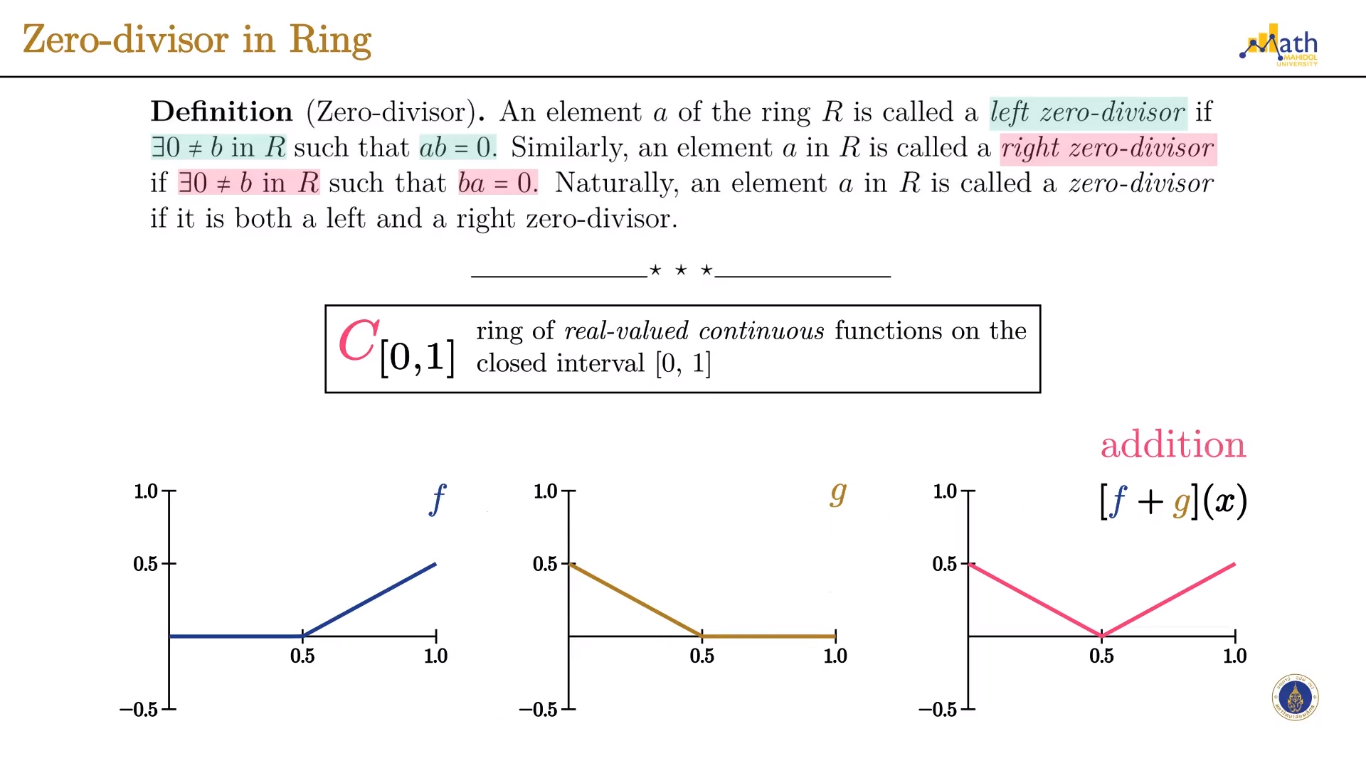 Zero-divisor in Ring
Math
MAHIDOL
UNIVERSITY
Definition (Zero-divisor). An element a of the ring R is called a left zero-divisor if
∃0 ≠ b in R such that ab = 0. Similarly, an element a in R is called a right zero-divisor
if ∃0 ≠ b in R such that ba = 0. Naturally, an element a in R is called a zero-divisor
if it is both a left and a right zero-divisor.
⋆ ⋆ ⋆
C[0,1]
ring of real-valued continuous functions on the
closed interval [0, 1]
addition
1.0
f
0.5
0.5
1.0
−0.5
1.0
g
0.5
0.5
1.0
−0.5
1.0
[f + g](x)
0.5
0.5
1.0
−0.5